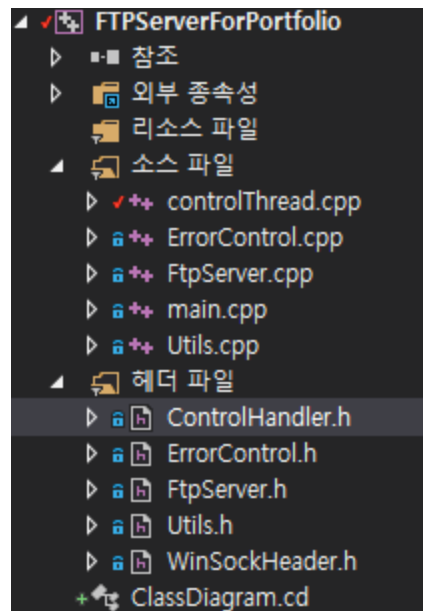 FTPServerForPortfolio
참조
외부 종속성
리소스 파일
소스 파일
controlThread.cpp
ErrorControl.cpp
FtpServer.cpp
main.cpp
Utils.cpp
헤더 파일
ControlHandler.h
ErrorControl.h
FtpServer.h
Utils.h
WinSockHeader.h
ClassDiagram.cd